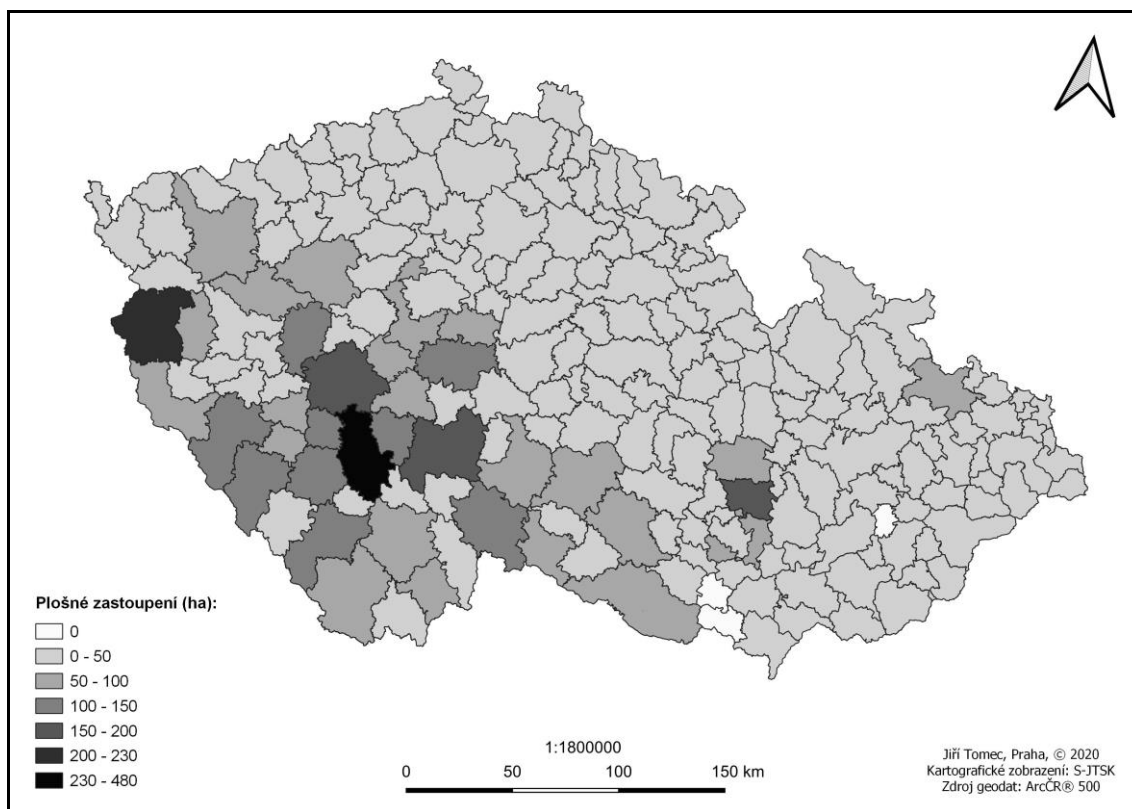 Plošné zastoupení (ha):
0
0 - 50
50 - 100
100 - 150
150 - 200
200 - 230
230 - 480
1:1800000
0 50 100 150 km
Jiří Tomec, Praha, © 2020
Kartografické zobrazení: S-JTSK
Zdroj geodat: ArcČR® 500